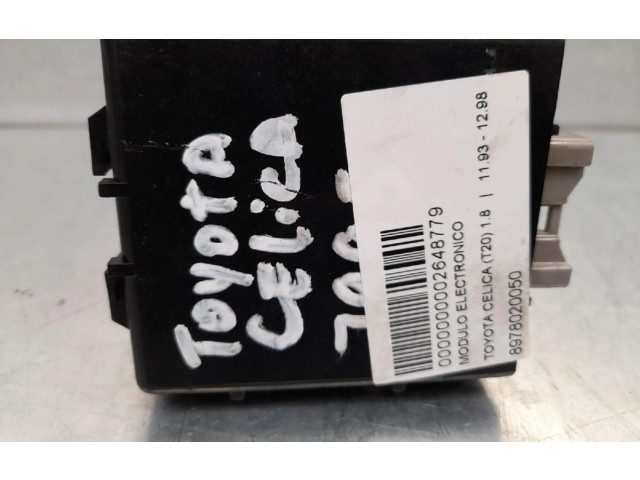 TOYOTA
CELICA
0000000002648779
MODULO ELECTRONICO
TOYOTA CELICA (T20) 1.8 | 11.93 - 12.98
8978020050